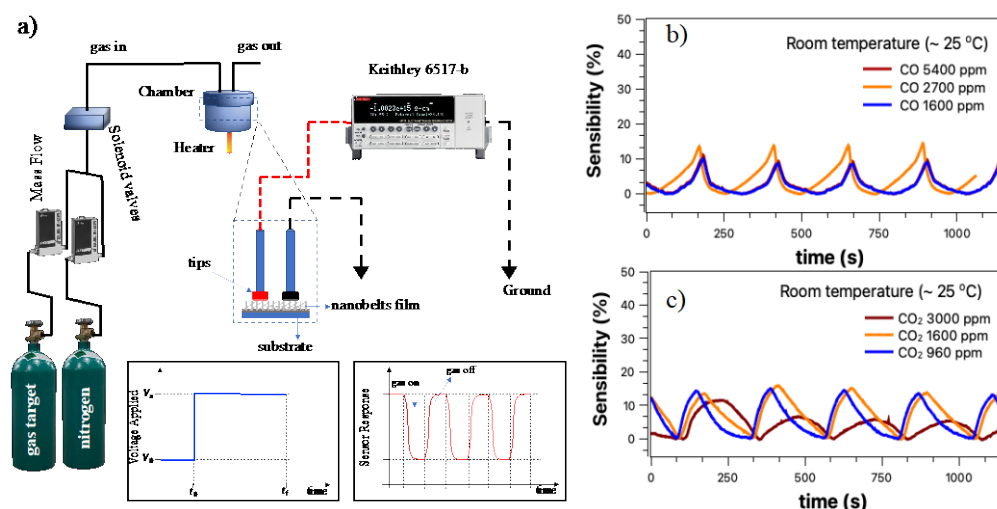 a)
gas in
gas out
Keithley 6517-b
Chamber
Heater
Mass Flow
Solenoid valves
tips
nanobelts film
substrate
Ground
gas target
nitrogen
Voltage Applied
time
Sensor Response
gas on
gas off
time
b)
Room temperature (~ 25 °C)
CO 5400 ppm
CO 2700 ppm
CO 1600 ppm
Sensibility (%)
50
40
30
20
10
0
0
250
500
750
1000
time (s)
c)
Room temperature (~ 25 °C)
CO₂ 3000 ppm
CO₂ 1600 ppm
CO₂ 960 ppm
Sensibility (%)
50
40
30
20
10
0
0
250
500
750
1000
time (s)